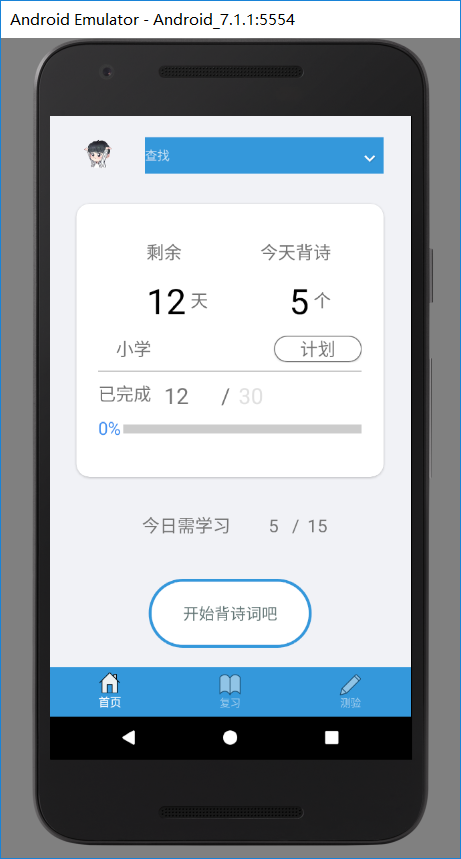 Android Emulator - Android_7.1.1:5554
查找
剩余 今天背诗
12 天 5 个
小学 计划
已完成 12 / 30
0%
今日需学习 5 / 15
开始背诗词吧
首页 复习 测验